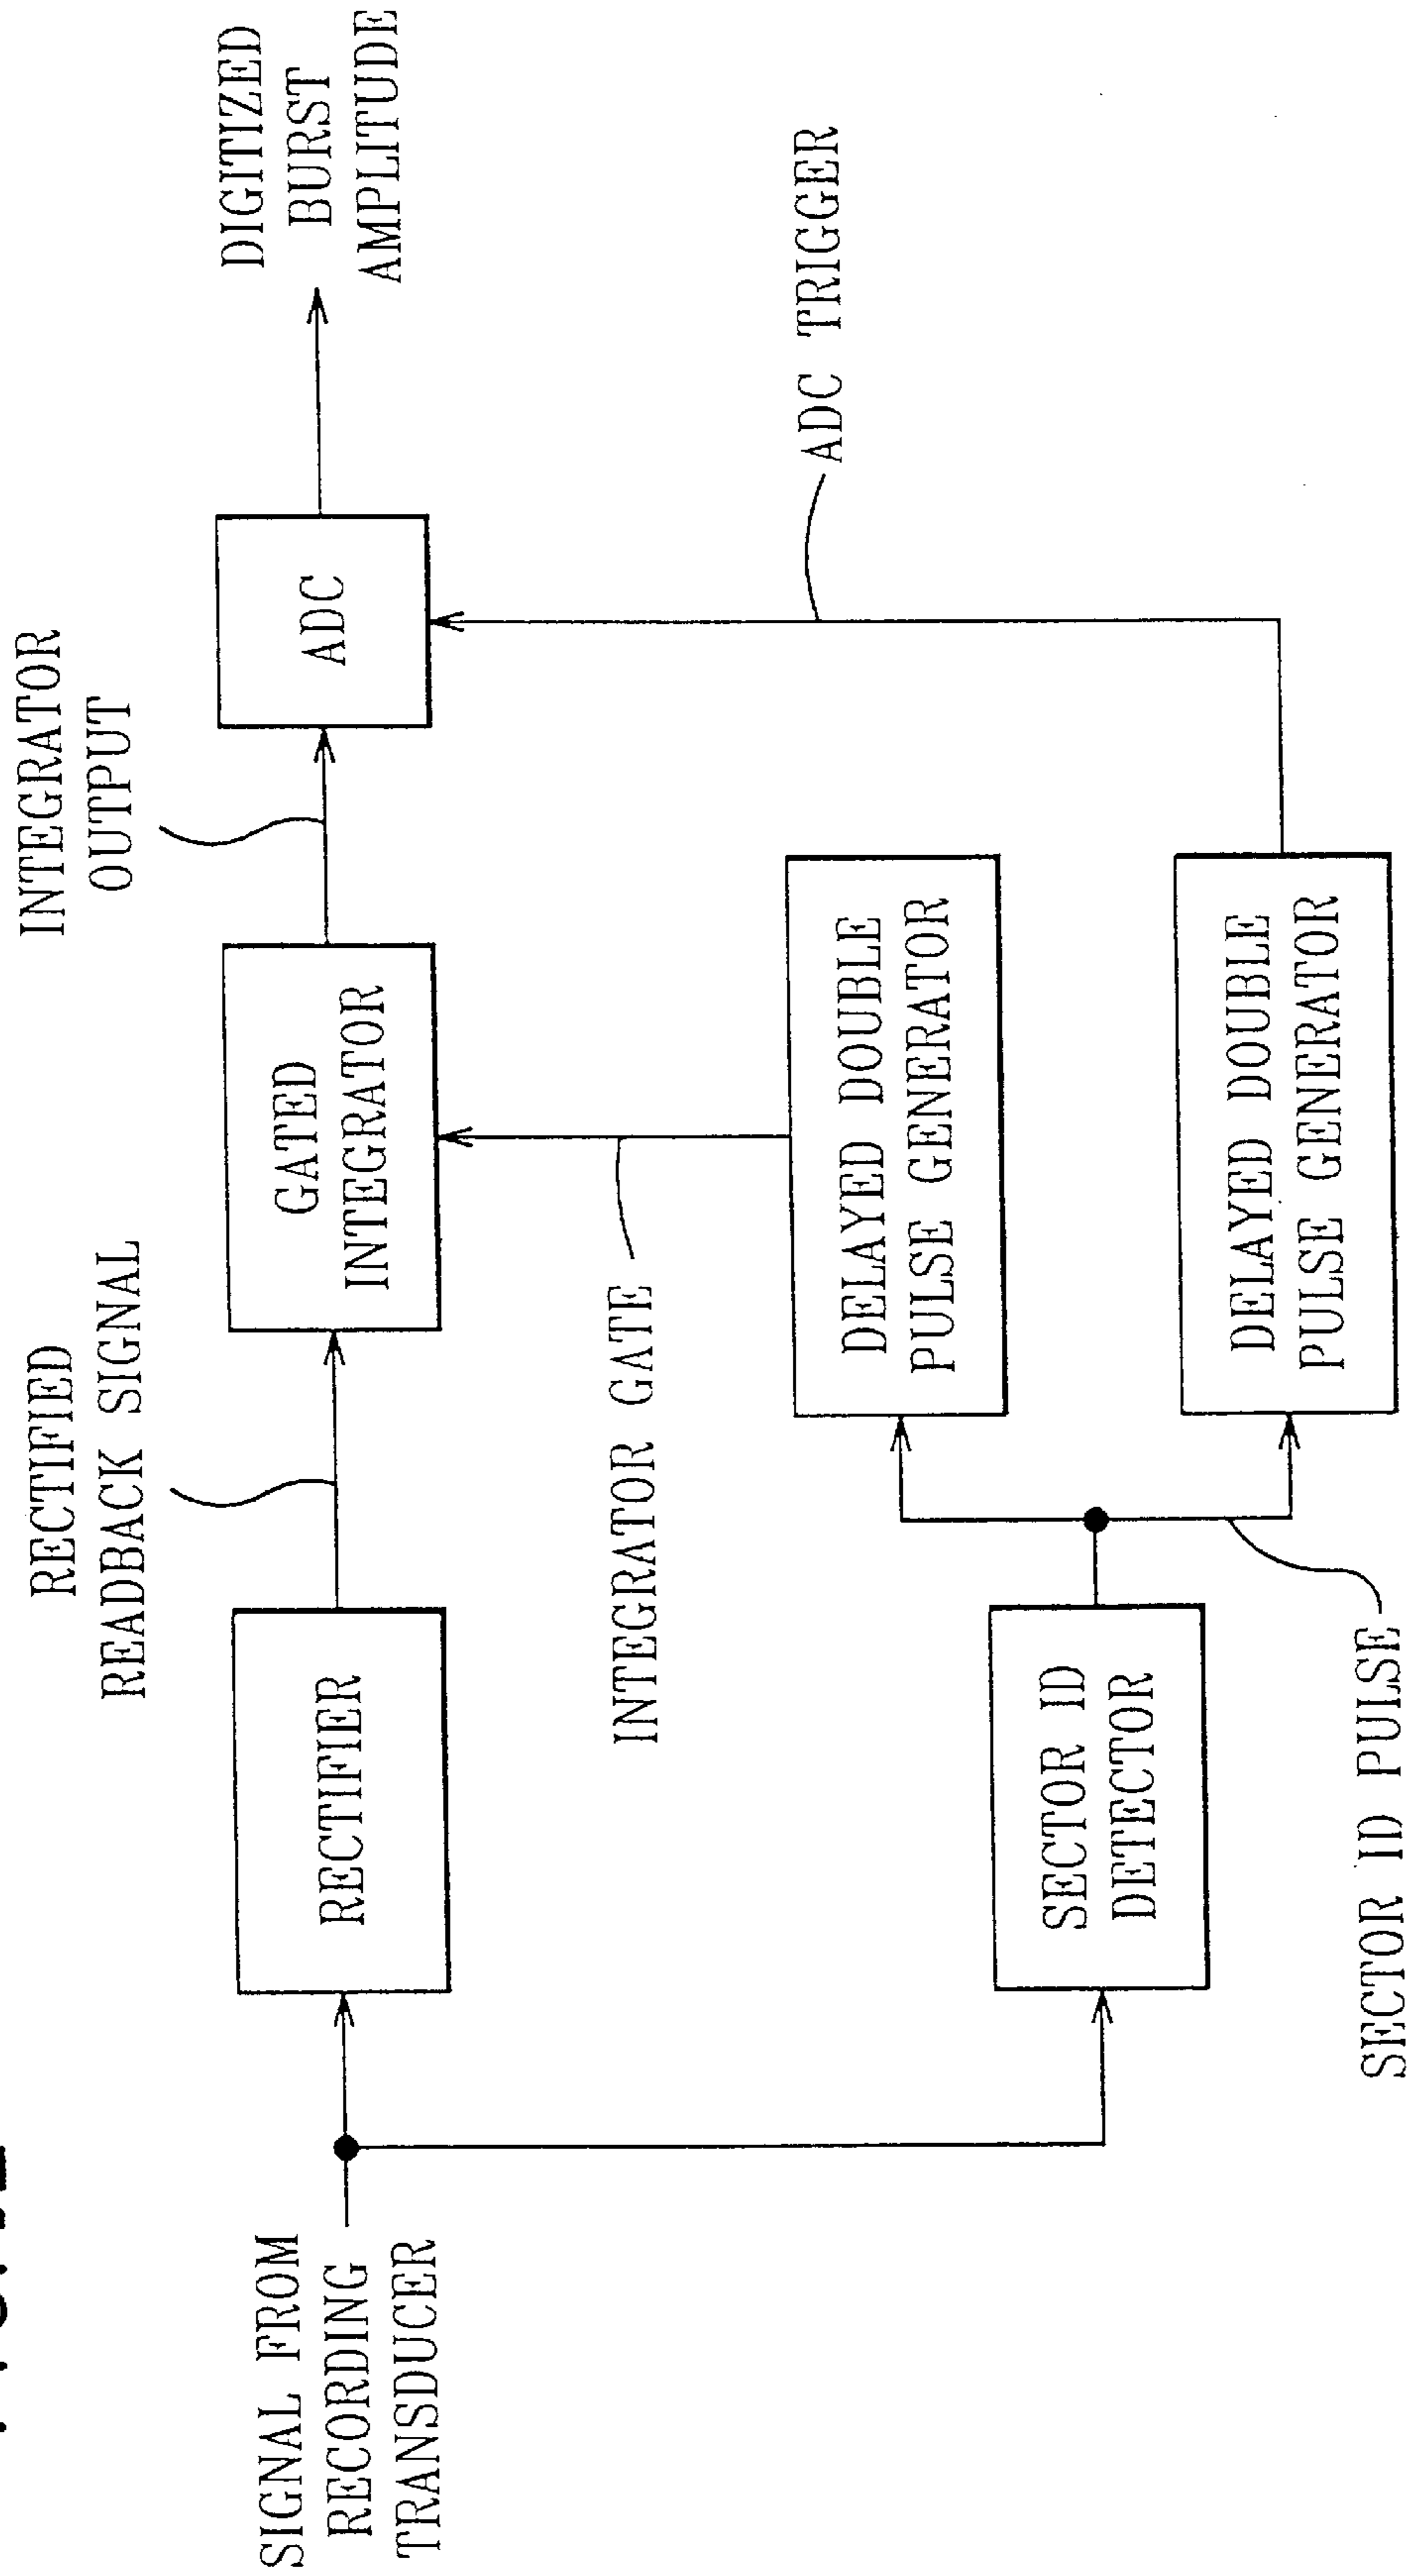 SIGNAL FROM
RECORDING
TRANSDUCER
RECTIFIER
RECTIFIED
READBACK SIGNAL
GATED
INTEGRATOR
INTEGRATOR
OUTPUT
ADC
DIGITIZED
BURST
AMPLITUDE
INTEGRATOR GATE
ADC TRIGGER
SECTOR ID
DETECTOR
DELAYED DOUBLE
PULSE GENERATOR
DELAYED DOUBLE
PULSE GENERATOR
SECTOR ID PULSE